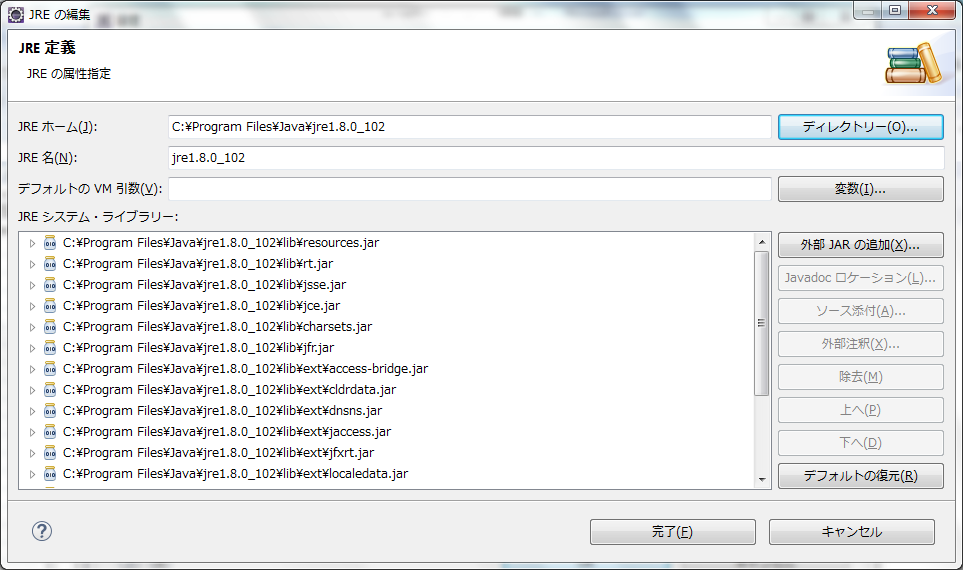 JRE の編集
JRE 定義
JRE の属性指定
JRE ホーム(J): C:¥Program Files¥Java¥jre1.8.0_102 ディレクトリー(O)...
JRE 名(N): jre1.8.0_102
デフォルトの VM 引数(V): 変数(I)...
JRE システム・ライブラリー:
C:¥Program Files¥Java¥jre1.8.0_102¥lib¥resources.jar
C:¥Program Files¥Java¥jre1.8.0_102¥lib¥rt.jar
C:¥Program Files¥Java¥jre1.8.0_102¥lib¥jsse.jar
C:¥Program Files¥Java¥jre1.8.0_102¥lib¥jce.jar
C:¥Program Files¥Java¥jre1.8.0_102¥lib¥charsets.jar
C:¥Program Files¥Java¥jre1.8.0_102¥lib¥jfr.jar
C:¥Program Files¥Java¥jre1.8.0_102¥lib¥ext¥access-bridge.jar
C:¥Program Files¥Java¥jre1.8.0_102¥lib¥ext¥cldrdata.jar
C:¥Program Files¥Java¥jre1.8.0_102¥lib¥ext¥dnsns.jar
C:¥Program Files¥Java¥jre1.8.0_102¥lib¥ext¥jaccess.jar
C:¥Program Files¥Java¥jre1.8.0_102¥lib¥ext¥jfxrt.jar
C:¥Program Files¥Java¥jre1.8.0_102¥lib¥ext¥localedata.jar
外部 JAR の追加(X)...
Javadoc ロケーション(L)...
ソース添付(A)...
外部注釈(X)...
除去(M)
上へ(P)
下へ(D)
デフォルトの復元(R)
完了(F) キャンセル